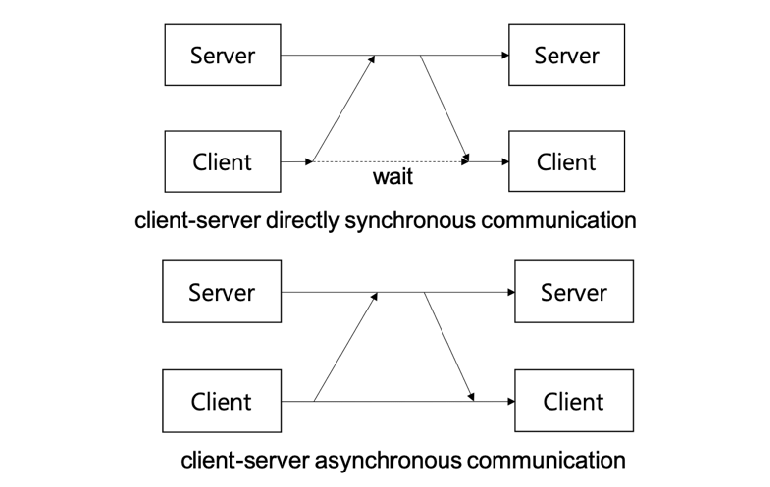 Server Server
Client Client
wait
client-server directly synchronous communication
Server Server
Client Client
client-server asynchronous communication